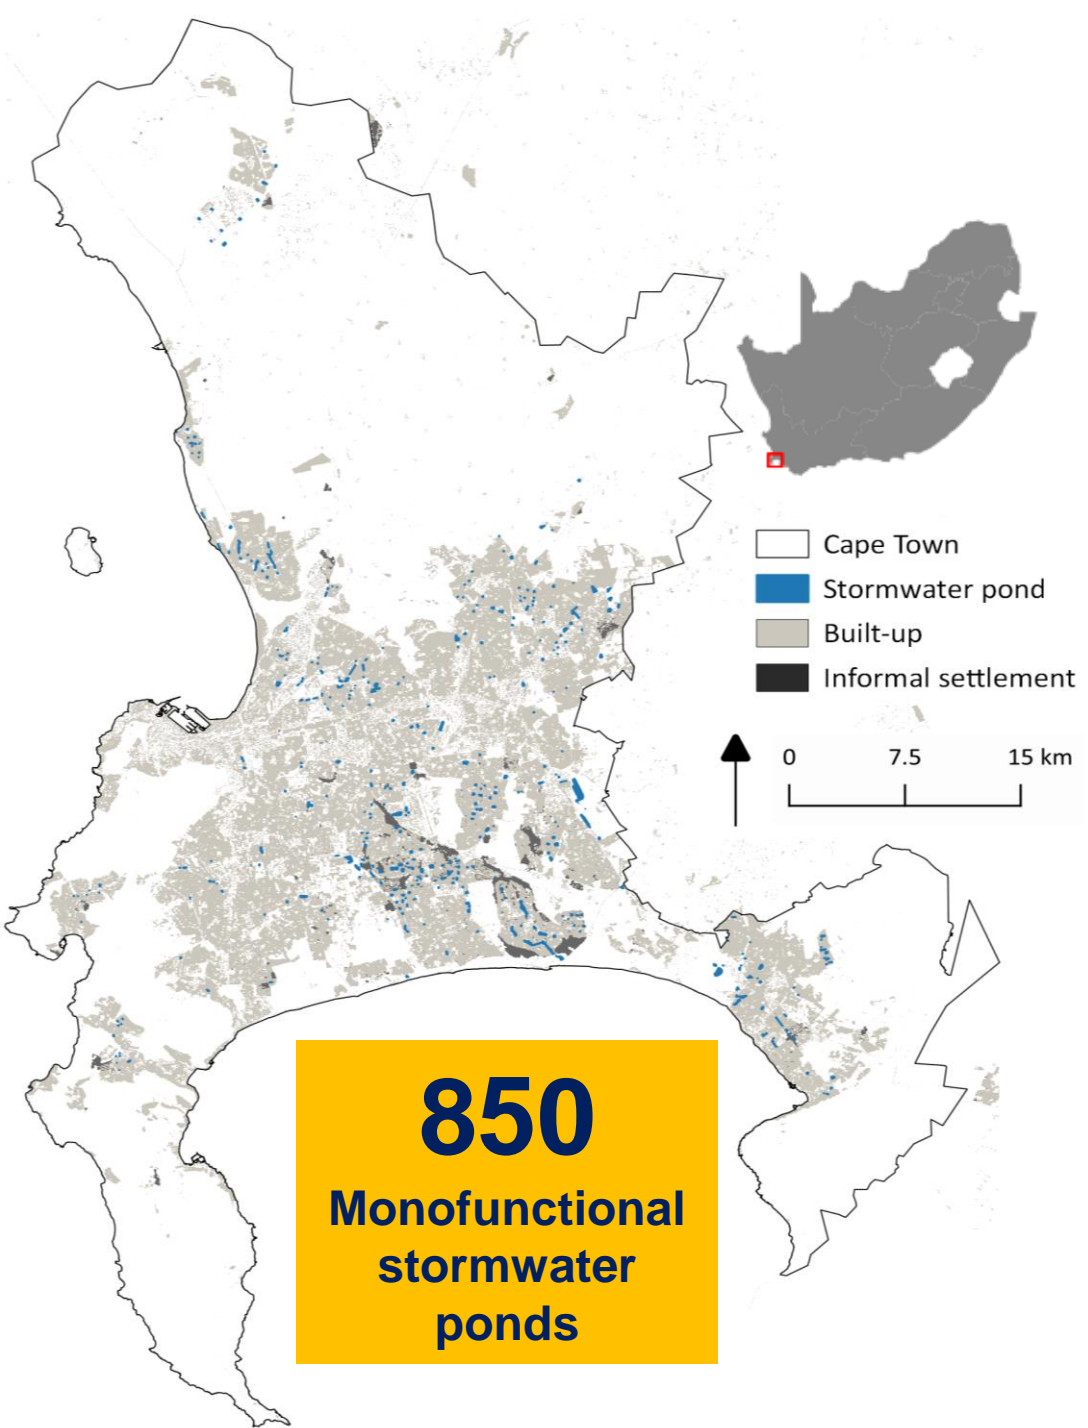 Cape Town
Stormwater pond
Built-up
Informal settlement
0 7.5 15 km
850
Monofunctional
stormwater
ponds